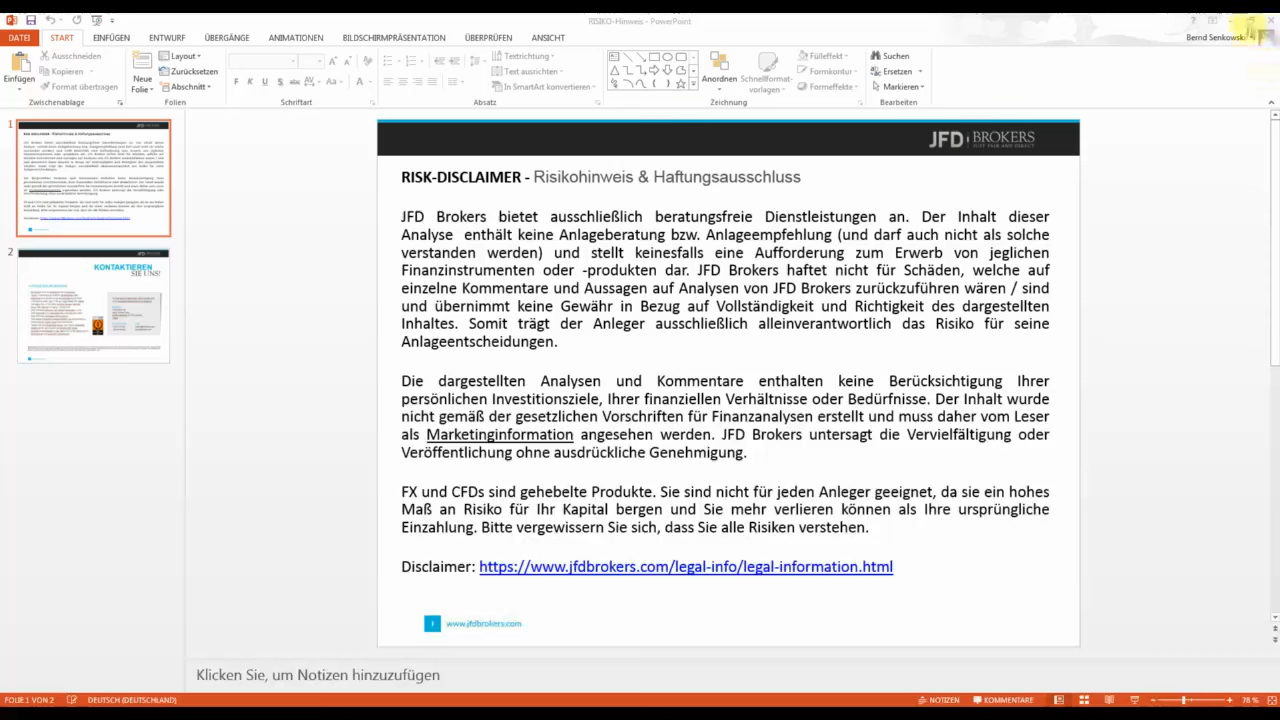 RISIKO-Hinweis - PowerPoint
DATEI START EINFÜGEN ENTWURF ÜBERGÄNGE ANIMATIONEN BILDSCHIRMPRÄSENTATION ÜBERPRÜFEN ANSICHT
Bernd Senkowski
Einfügen
Ausschneiden
Kopieren
Format übertragen
Zwischenablage
Neue
Folie
Layout
Zurücksetzen
Abschnitt
Folien
F K U S abc AV Aa A
Schriftart
Textrichtung
Text ausrichten
In SmartArt konvertieren
Absatz
Anordnen
Schnellformat-
vorlagen
Fülleffekt
Formkontur
Formeffekte
Zeichnung
Suchen
Ersetzen
Markieren
Bearbeiten
1
2
KONTAKTIEREN
SIE UNS!
JFD BROKERS
JUST FAIR AND DIRECT
RISK-DISCLAIMER - Risikohinweis & Haftungsausschluss
JFD Brokers bietet ausschließlich beratungsfreie Dienstleistungen an. Der Inhalt dieser
Analyse enthält keine Anlageberatung bzw. Anlageempfehlung (und darf auch nicht als solche
verstanden werden) und stellt keinesfalls eine Aufforderung zum Erwerb von jeglichen
Finanzinstrumenten oder -produkten dar. JFD Brokers haftet nicht für Schäden, welche auf
einzelne Kommentare und Aussagen auf Analysen von JFD Brokers zurückzuführen wären / sind
und übernimmt keine Gewähr in Bezug auf Vollständigkeit und Richtigkeit des dargestellten
Inhaltes. Somit trägt der Anleger ausschließlich alleinverantwortlich das Risiko für seine
Anlageentscheidungen.
Die dargestellten Analysen und Kommentare enthalten keine Berücksichtigung Ihrer
persönlichen Investitionsziele, Ihrer finanziellen Verhältnisse oder Bedürfnisse. Der Inhalt wurde
nicht gemäß der gesetzlichen Vorschriften für Finanzanalysen erstellt und muss daher vom Leser
als Marketinginformation angesehen werden. JFD Brokers untersagt die Vervielfältigung oder
Veröffentlichung ohne ausdrückliche Genehmigung.
FX und CFDs sind gehebelte Produkte. Sie sind nicht für jeden Anleger geeignet, da sie ein hohes
Maß an Risiko für Ihr Kapital bergen und Sie mehr verlieren können als Ihre ursprüngliche
Einzahlung. Bitte vergewissern Sie sich, dass Sie alle Risiken verstehen.
Disclaimer: https://www.jfdbrokers.com/legal-info/legal-information.html
www.jfdbrokers.com
Klicken Sie, um Notizen hinzuzufügen
FOLIE 1 VON 2 DEUTSCH (DEUTSCHLAND) NOTIZEN KOMMENTARE 78 %